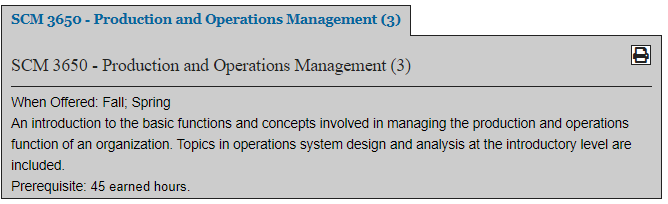 SCM 3650 - Production and Operations Management (3)
SCM 3650 - Production and Operations Management (3)
When Offered: Fall; Spring
An introduction to the basic functions and concepts involved in managing the production and operations
function of an organization. Topics in operations system design and analysis at the introductory level are
included.
Prerequisite: 45 earned hours.